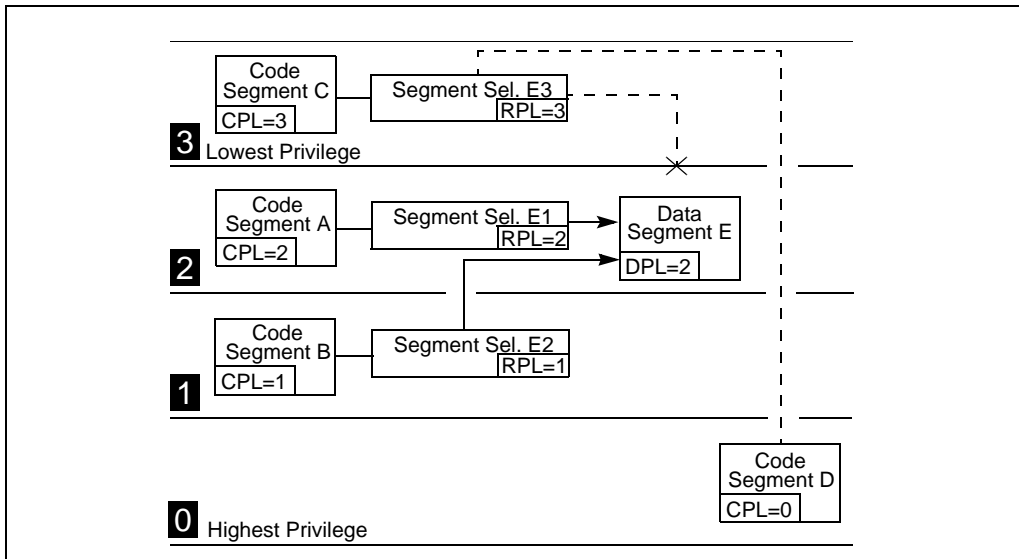 Code
Segment C
CPL=3
Segment Sel. E3
RPL=3
3
Lowest Privilege
Code
Segment A
CPL=2
Segment Sel. E1
RPL=2
Data
Segment E
DPL=2
2
Code
Segment B
CPL=1
Segment Sel. E2
RPL=1
1
Code
Segment D
CPL=0
0
Highest Privilege